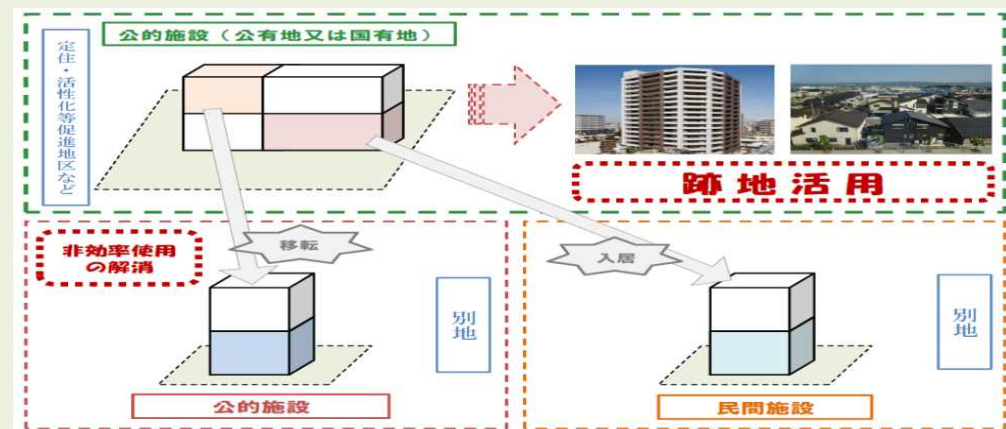 公的施設（公有地又は国有地）
定住・活性化等促進地区など
跡地活用
非効率使用
の解消
移転
入居
別地
別地
公的施設
民間施設